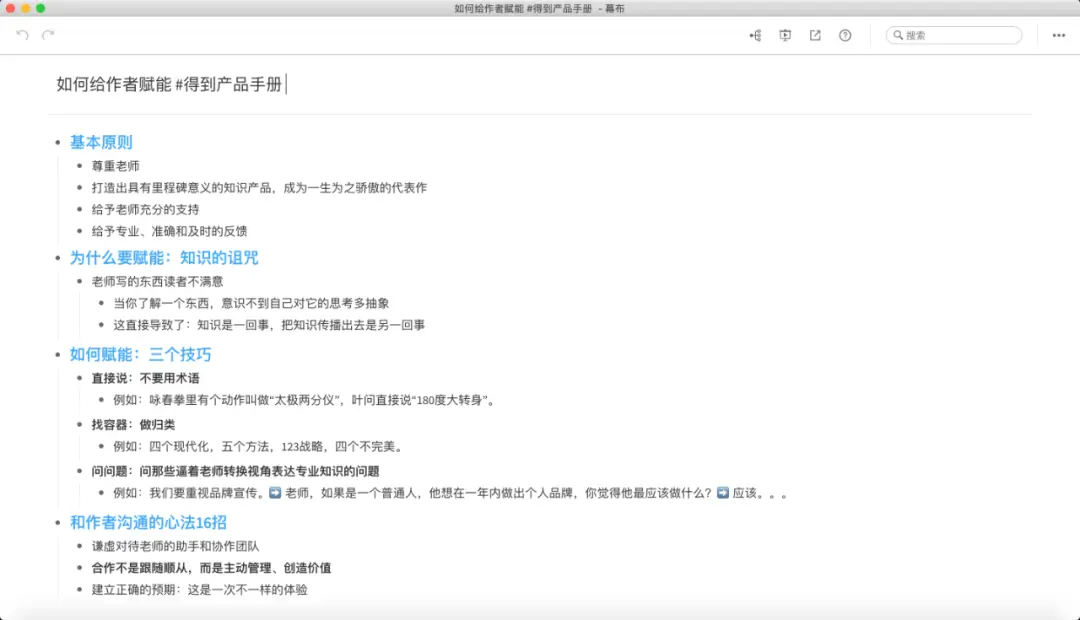 如何给作者赋能 #得到产品手册 - 幕布
搜索
如何给作者赋能 #得到产品手册
基本原则
尊重老师
打造出具有里程碑意义的知识产品，成为一生为之骄傲的代表作
给予老师充分的支持
给予专业、准确和及时的反馈
为什么要赋能：知识的诅咒
老师写的东西读者不满意
当你了解一个东西，意识不到自己对它的思考多抽象
这直接导致了：知识是一回事，把知识传播出去是另一回事
如何赋能：三个技巧
直接说：不要用术语
例如：咏春拳里有个动作叫做“太极两分仪”，叶问直接说“180度大转身”。
找容器：做归类
例如：四个现代化，五个方法，123战略，四个不完美。
问问题：问那些逼着老师转换视角表达专业知识的问题
例如：我们要重视品牌宣传。➡️ 老师，如果是一个普通人，他想在一年内做出个人品牌，你觉得他最应该做什么？➡️ 应该。。。
和作者沟通的心法16招
谦虚对待老师的助手和协作团队
合作不是跟随顺从，而是主动管理、创造价值
建立正确的预期：这是一次不一样的体验